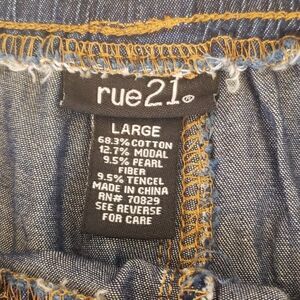 rue21®
LARGE
68.3% COTTON
12.7% MODAL
9.5% PEARL
FIBER
9.5% TENCEL
MADE IN CHINA
RN# 70829
SEE REVERSE
FOR CARE